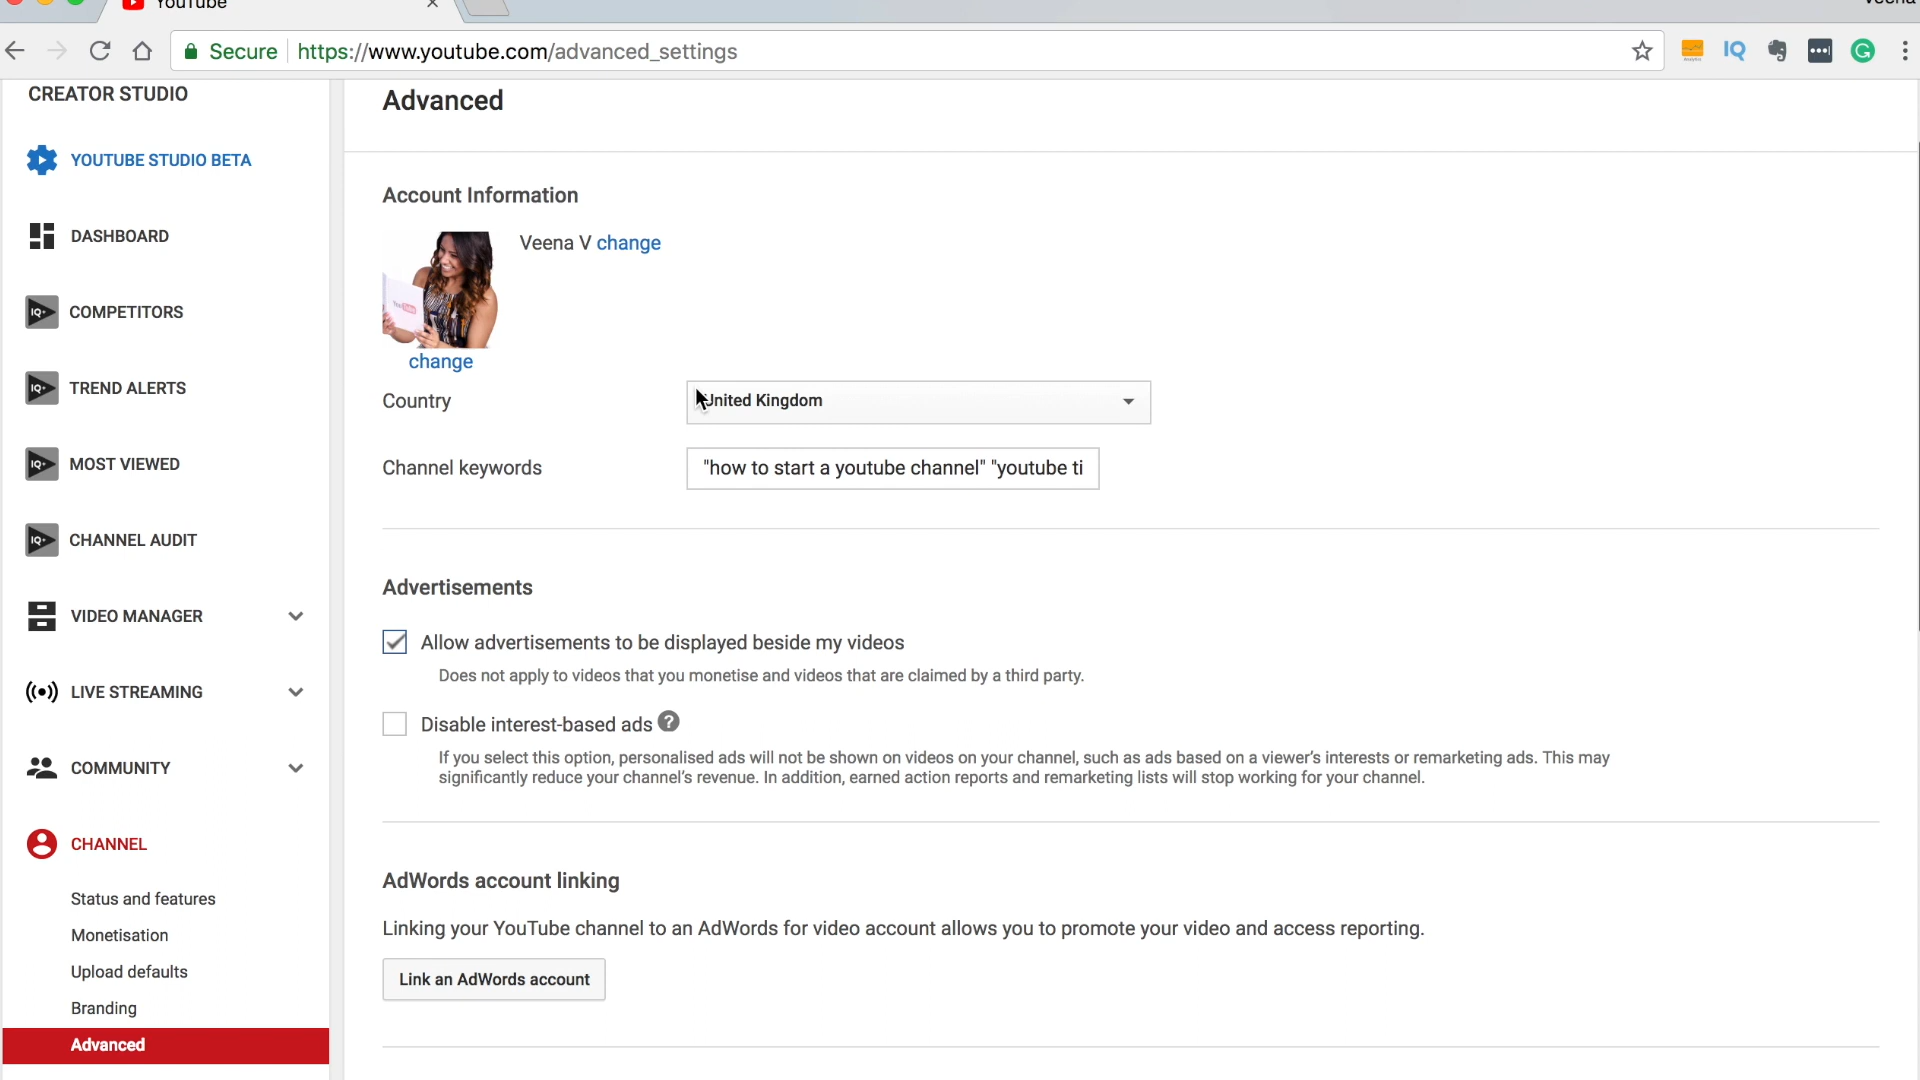 YouTube
Secure https://www.youtube.com/advanced_settings
CREATOR STUDIO
YOUTUBE STUDIO BETA
DASHBOARD
COMPETITORS
TREND ALERTS
MOST VIEWED
CHANNEL AUDIT
VIDEO MANAGER
LIVE STREAMING
COMMUNITY
CHANNEL
Status and features
Monetisation
Upload defaults
Branding
Advanced
Advanced
Account Information
Veena V change
change
Country United Kingdom
Channel keywords "how to start a youtube channel" "youtube ti
Advertisements
Allow advertisements to be displayed beside my videos
Does not apply to videos that you monetise and videos that are claimed by a third party.
Disable interest-based ads ?
If you select this option, personalised ads will not be shown on videos on your channel, such as ads based on a viewer's interests or remarketing ads. This may
significantly reduce your channel's revenue. In addition, earned action reports and remarketing lists will stop working for your channel.
AdWords account linking
Linking your YouTube channel to an AdWords for video account allows you to promote your video and access reporting.
Link an AdWords account